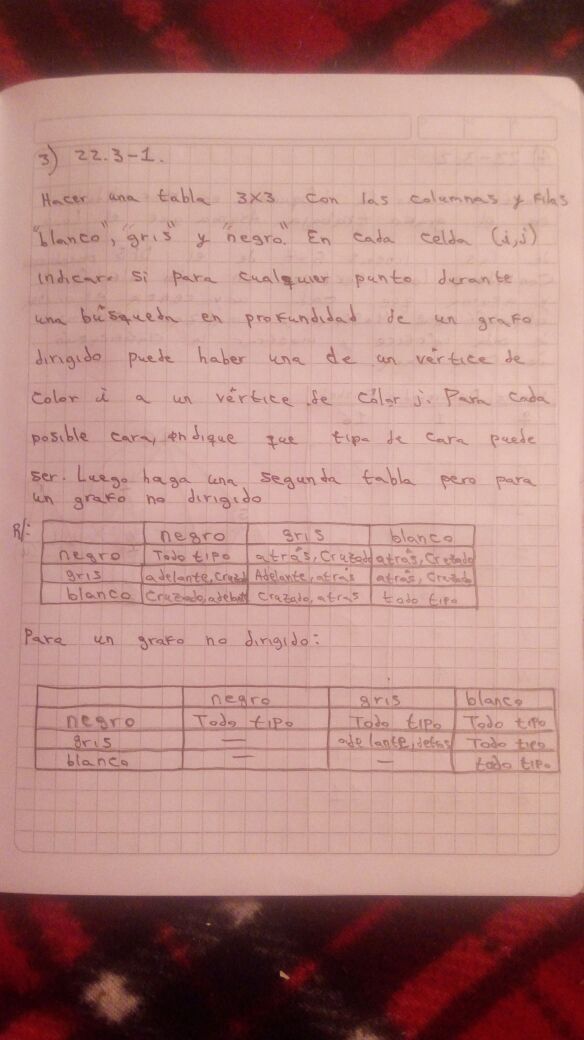 3) 22.3-1.
Hacer una tabla 3X3 con las columnas y filas
"blanco", "gris" y "negro". En cada celda (i,j)
indicar si para cualquier punto durante
una búsqueda en profundidad de un grafo
dirigido puede haber una de un vértice de
color i a un vértice de cólor j. Para cada
posible cara, indique que tipo de cara puede
ser. Luego haga una segunda tabla pero para
un grafo no dirigido
R/:
negro gris blanco
negro Todo tipo atrás, Cruzado atrás, Cruzado
gris adelante, Cruzad Adelante, atrás atrás, Cruzado
blanco Cruzado, adelant Cruzado, atras todo tipo
Para un grafo no dirigido:
negro gris blanco
negro Todo tipo Todo tipo Todo tipo
gris — adelante, detras Todo tipo
blanco — — todo tipo